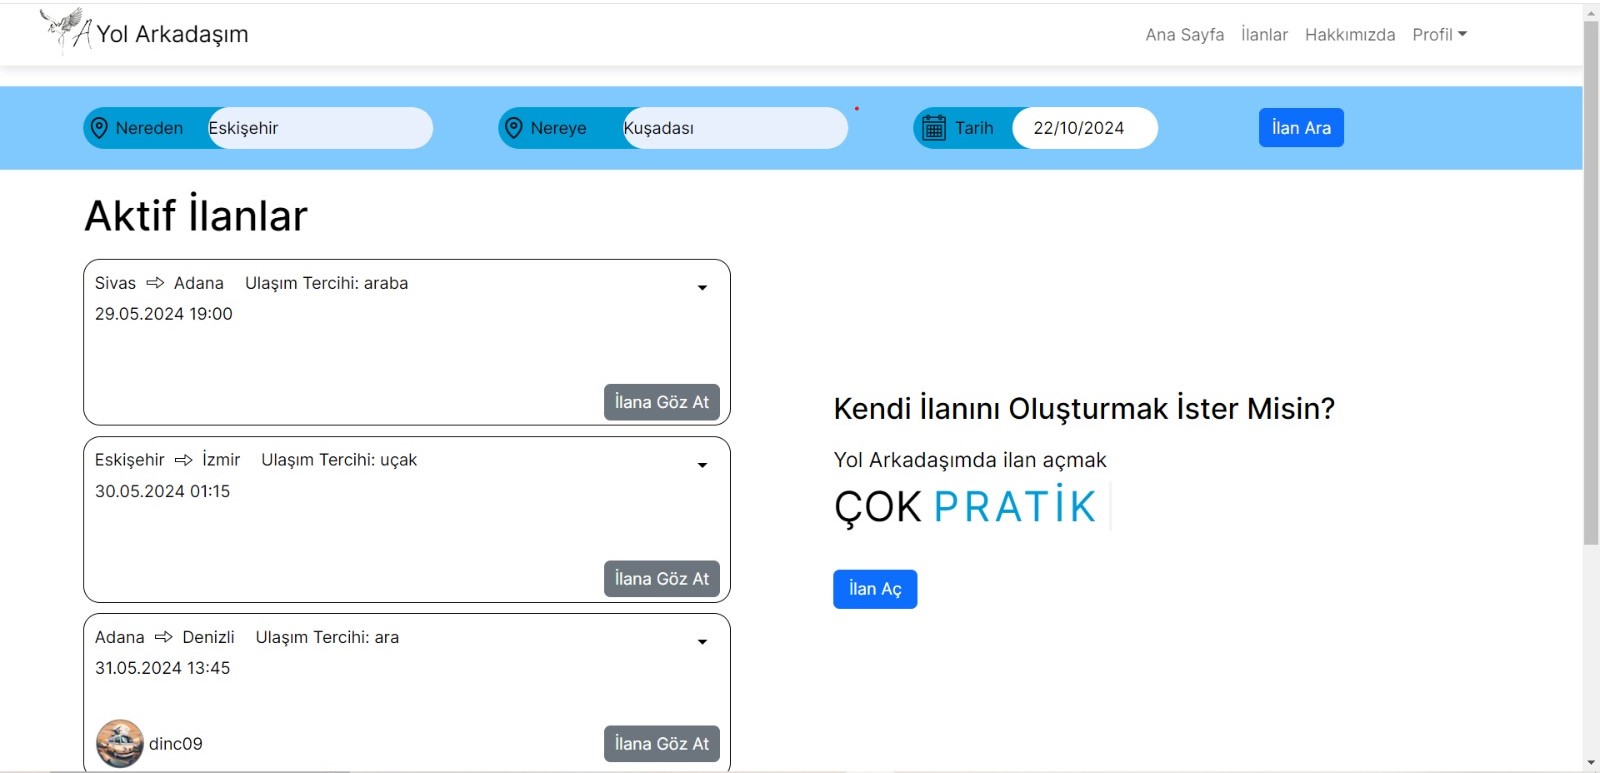 Yol Arkadaşım
Ana Sayfa İlanlar Hakkımızda Profil
Nereden Eskişehir Nereye Kuşadası Tarih 22/10/2024 İlan Ara
Aktif İlanlar
Sivas ⇨ Adana Ulaşım Tercihi: araba
29.05.2024 19:00
İlana Göz At
Eskişehir ⇨ İzmir Ulaşım Tercihi: uçak
30.05.2024 01:15
İlana Göz At
Adana ⇨ Denizli Ulaşım Tercihi: ara
31.05.2024 13:45
dinc09
İlana Göz At
Kendi İlanını Oluşturmak İster Misin?
Yol Arkadaşımda ilan açmak
ÇOK PRATİK
İlan Aç